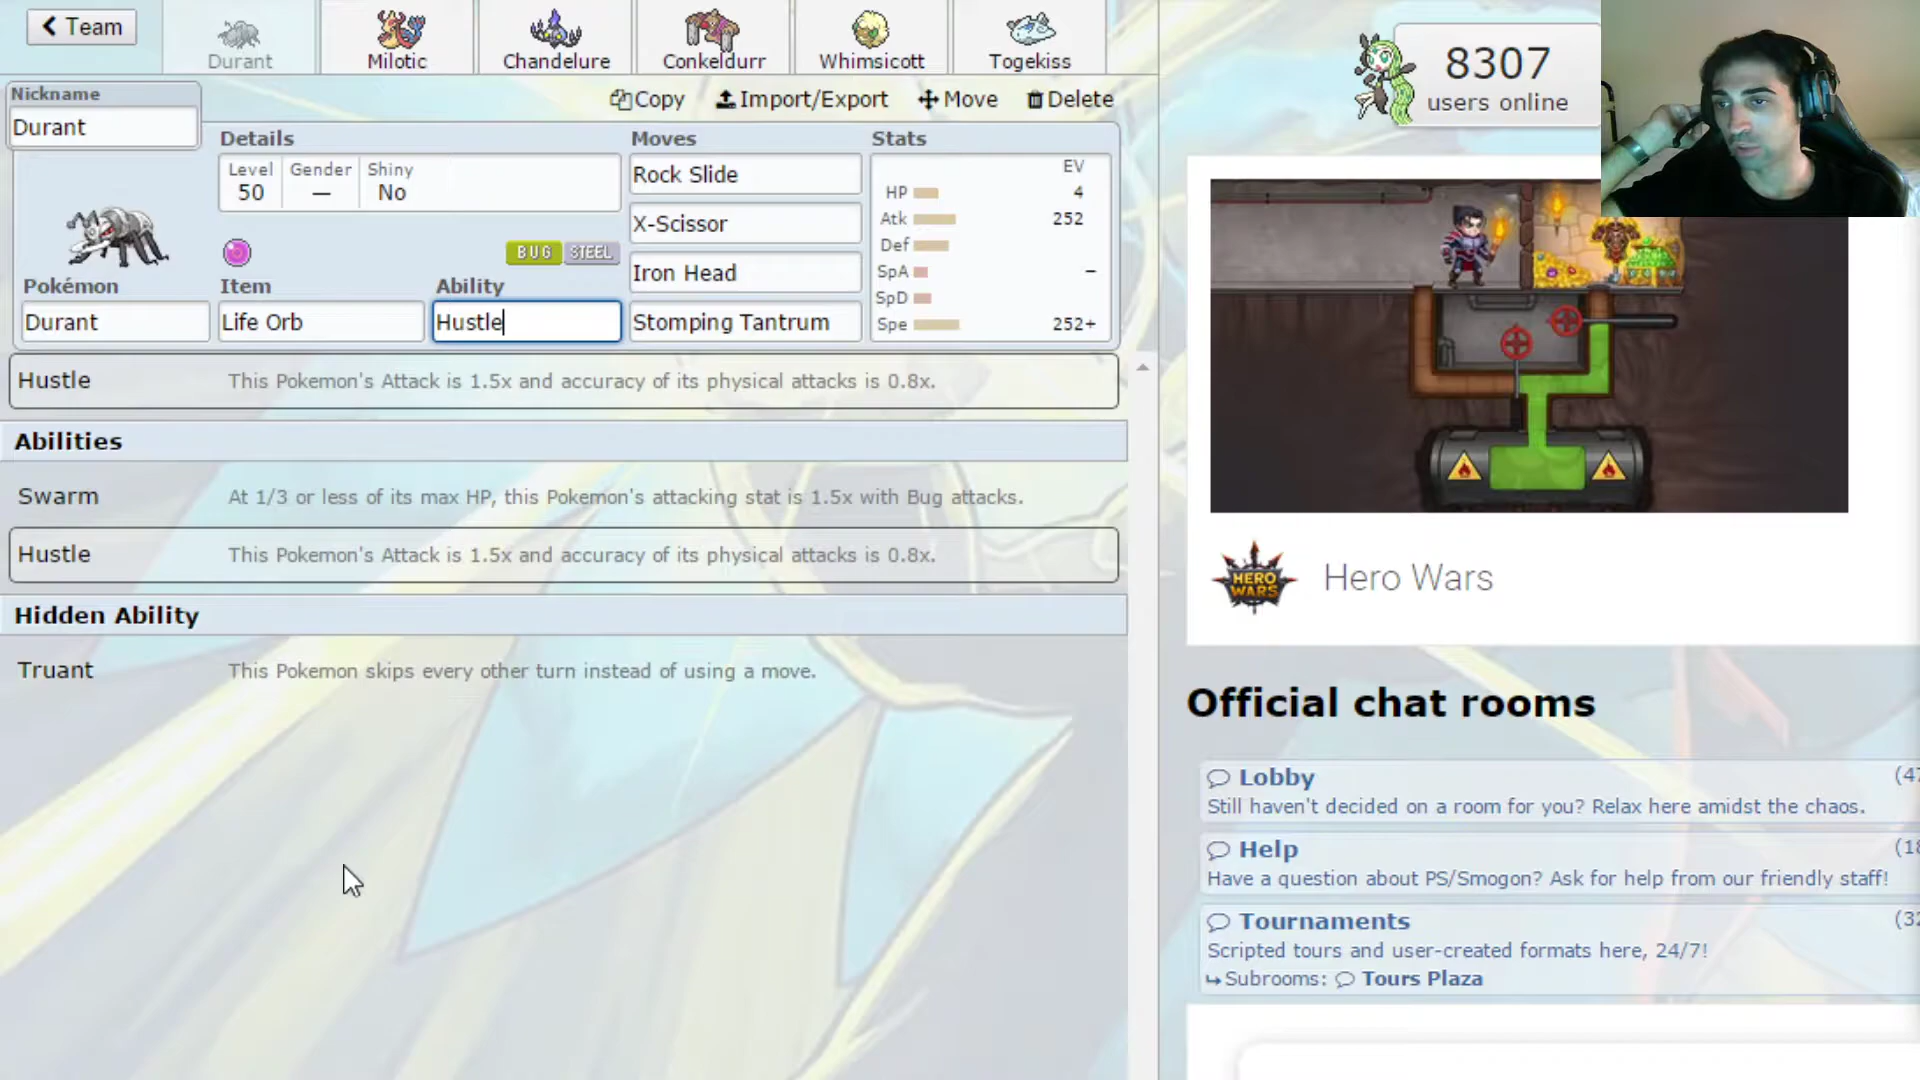 Team
Durant
Milotic
Chandelure
Conkeldurr
Whimsicott
Togekiss
8307
users online
Copy
Import/Export
Move
Delete
Nickname
Durant
Details
Level
50
Gender
—
Shiny
No
BUG STEEL
Pokémon
Durant
Item
Life Orb
Ability
Hustle
Moves
Rock Slide
X-Scissor
Iron Head
Stomping Tantrum
Stats
EV
HP 4
Atk 252
Def
SpA –
SpD
Spe 252+
Hustle This Pokemon's Attack is 1.5x and accuracy of its physical attacks is 0.8x.
Abilities
Swarm At 1/3 or less of its max HP, this Pokemon's attacking stat is 1.5x with Bug attacks.
Hustle This Pokemon's Attack is 1.5x and accuracy of its physical attacks is 0.8x.
Hidden Ability
Truant This Pokemon skips every other turn instead of using a move.
HERO
WARS
Hero Wars
Official chat rooms
Lobby
Still haven't decided on a room for you? Relax here amidst the chaos.
Help
Have a question about PS/Smogon? Ask for help from our friendly staff!
Tournaments
Scripted tours and user-created formats here, 24/7!
↳Subrooms: Tours Plaza